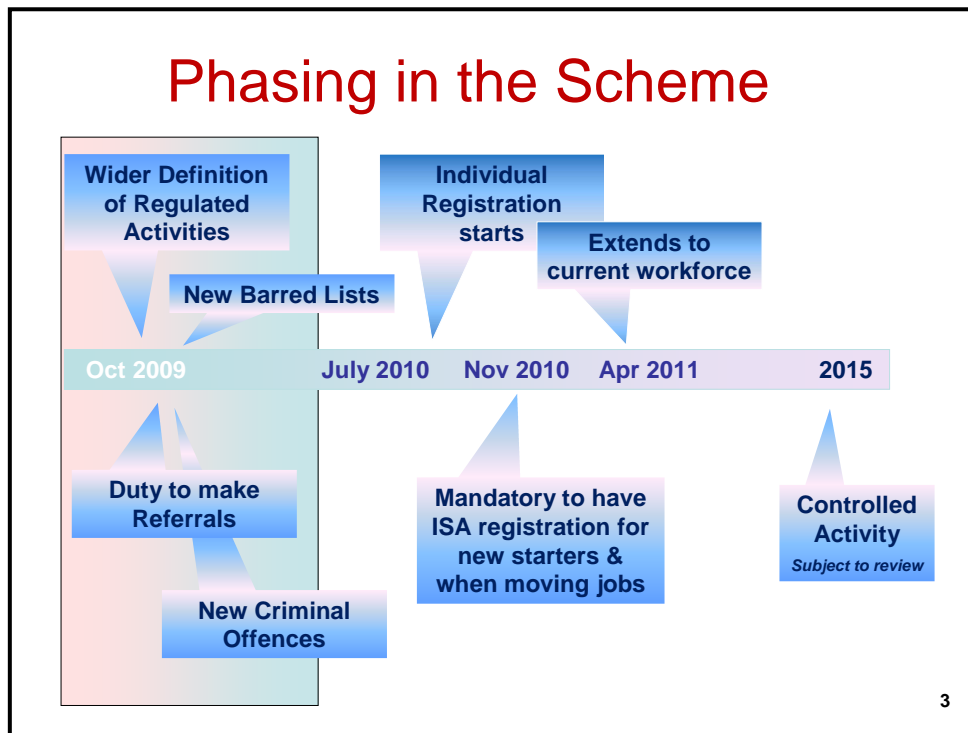 Phasing in the Scheme
Wider Definition
of Regulated
Activities
New Barred Lists
Individual
Registration
starts
Extends to
current workforce
Oct 2009
July 2010
Nov 2010
Apr 2011
2015
Duty to make
Referrals
New Criminal
Offences
Mandatory to have
ISA registration for
new starters &
when moving jobs
Controlled
Activity
Subject to review
3